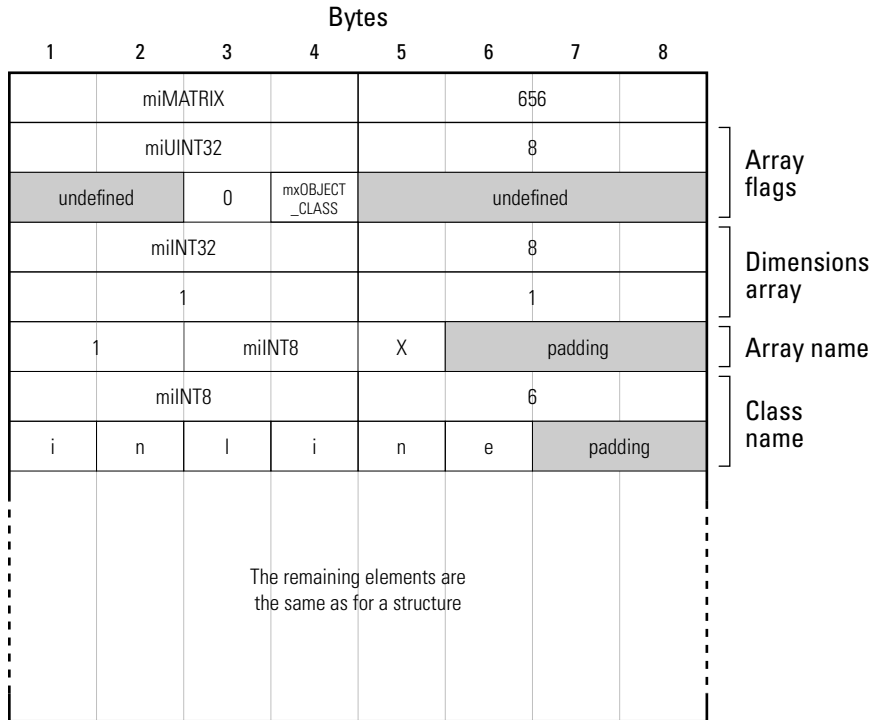 Bytes
1 2 3 4 5 6 7 8
miMATRIX 656
miUINT32 8
Array
flags
undefined 0 mxOBJECT
_CLASS undefined
miINT32 8
Dimensions
array
1 1
1 miINT8 X padding Array name
miINT8 6
Class
name
i n l i n e padding
The remaining elements are
the same as for a structure